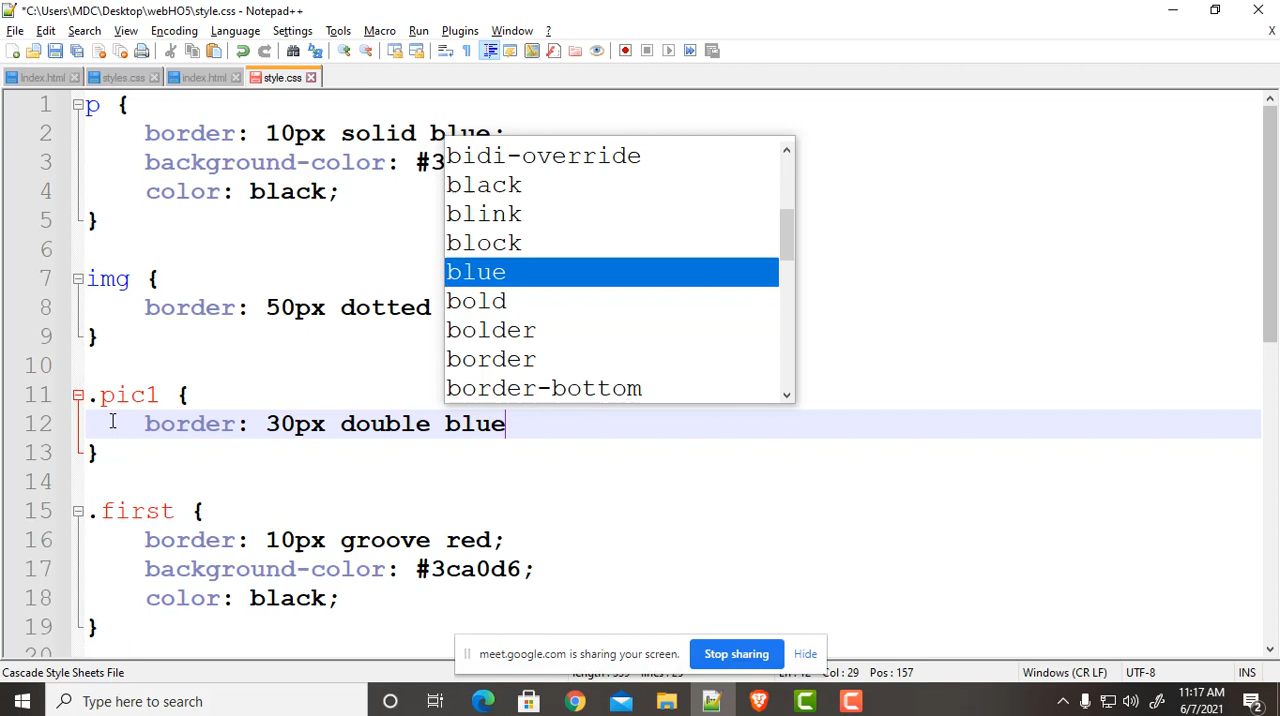 *C:\Users\MDC\Desktop\webHO5\style.css - Notepad++
File Edit Search View Encoding Language Settings Tools Macro Run Plugins Window ? X
Index.html styles.css index.html style.css
1 p {
2 border: 10px solid blue;
3 background-color: #3
4 color: black;
5 }
6
7 img {
8 border: 50px dotted
9 }
10
11 .pic1 {
12 border: 30px double blue
13 }
14
15 .first {
16 border: 10px groove red;
17 background-color: #3ca0d6;
18 color: black;
19 }
20
bidi-override
black
blink
block
blue
bold
bolder
border
border-bottom
meet.google.com is sharing your screen. Stop sharing Hide
Cascade Style Sheets File Ln : 12 Col : 29 Pos : 157 Windows (CR LF) UTF-8 INS
Type here to search
11:17 AM
6/7/2021
2